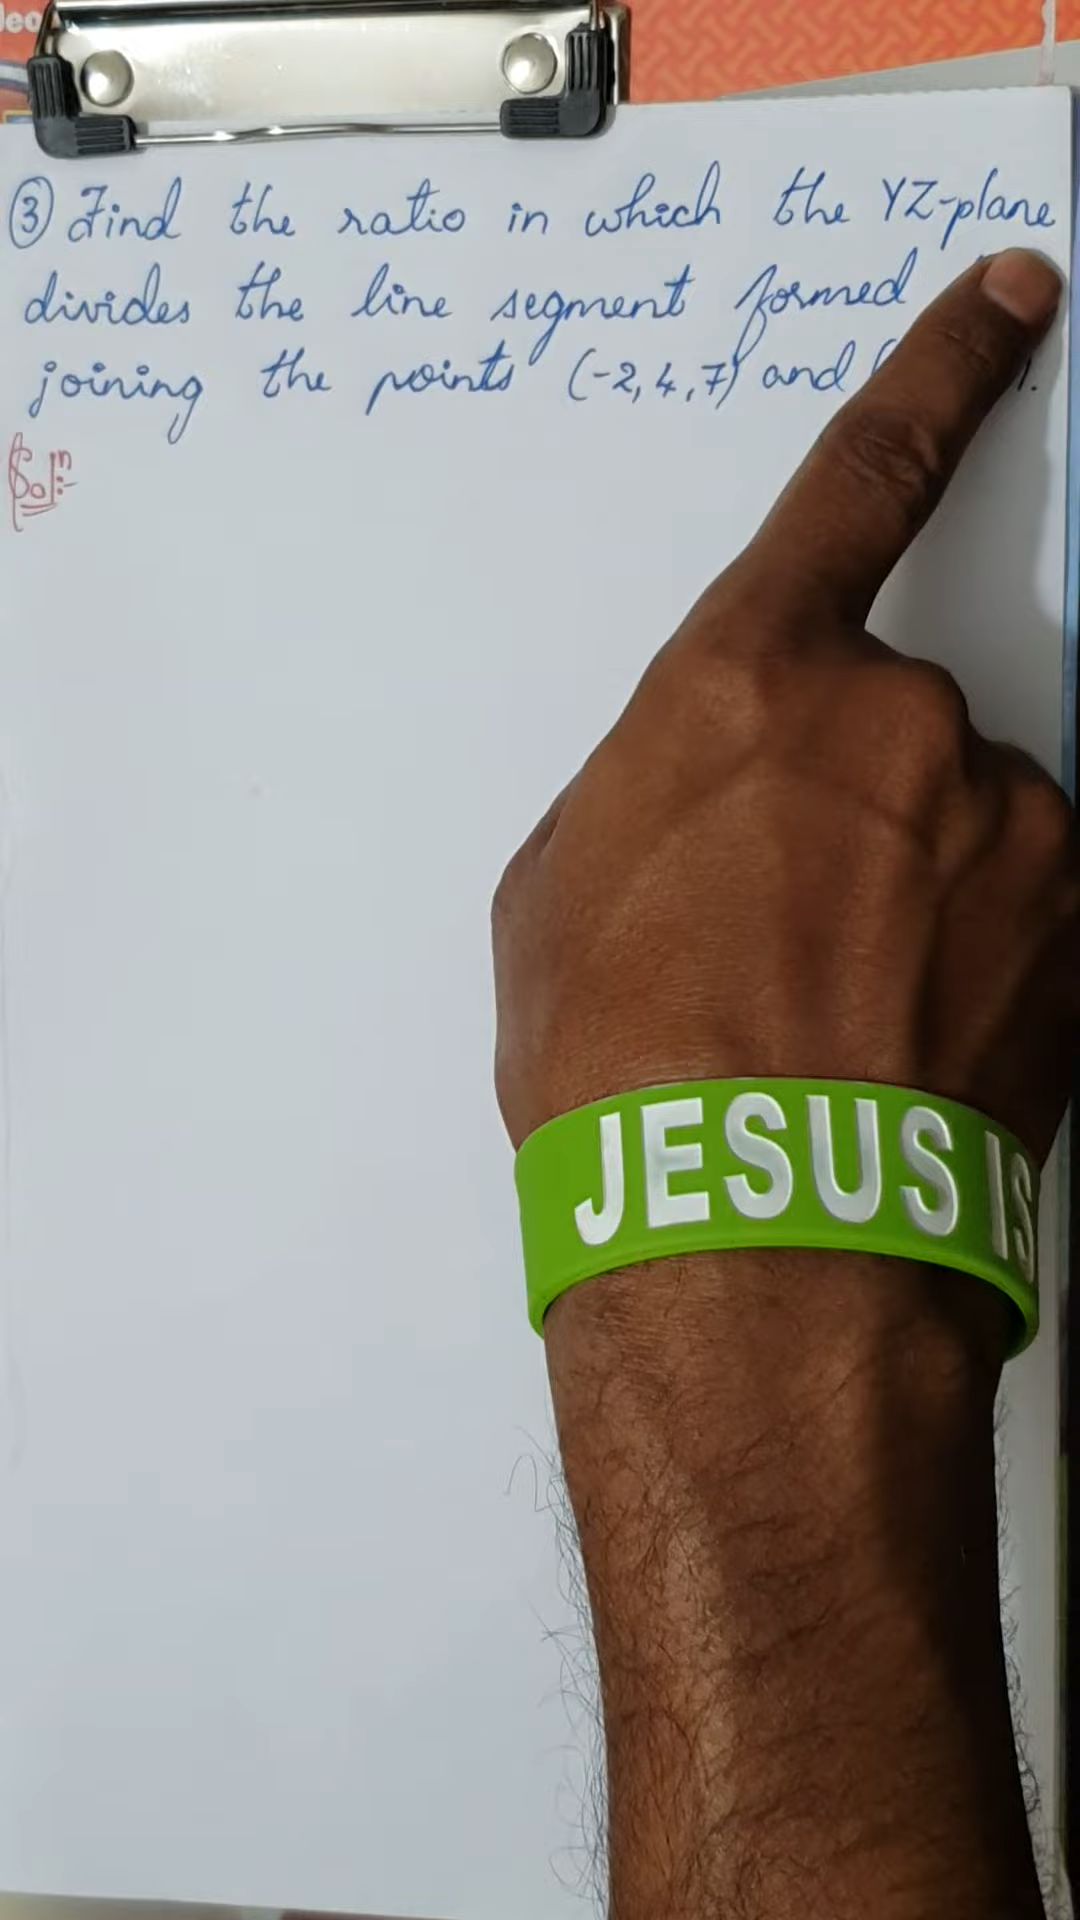 leo
③ Find the ratio in which the YZ-plane
divides the line segment formed
joining the points (-2, 4, 7) and (
Solⁿ:-
JESUS IS